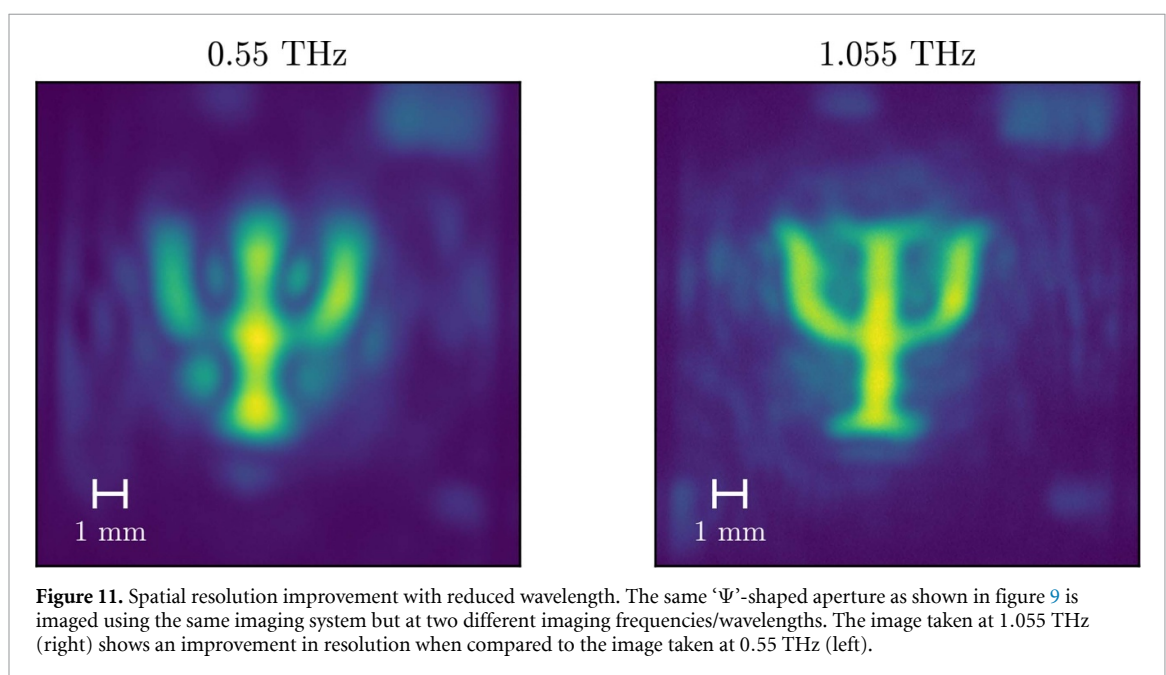 0.55 THz
1.055 THz
1 mm
1 mm
Figure 11. Spatial resolution improvement with reduced wavelength. The same ‘Ψ’-shaped aperture as shown in figure 9 is
imaged using the same imaging system but at two different imaging frequencies/wavelengths. The image taken at 1.055 THz
(right) shows an improvement in resolution when compared to the image taken at 0.55 THz (left).